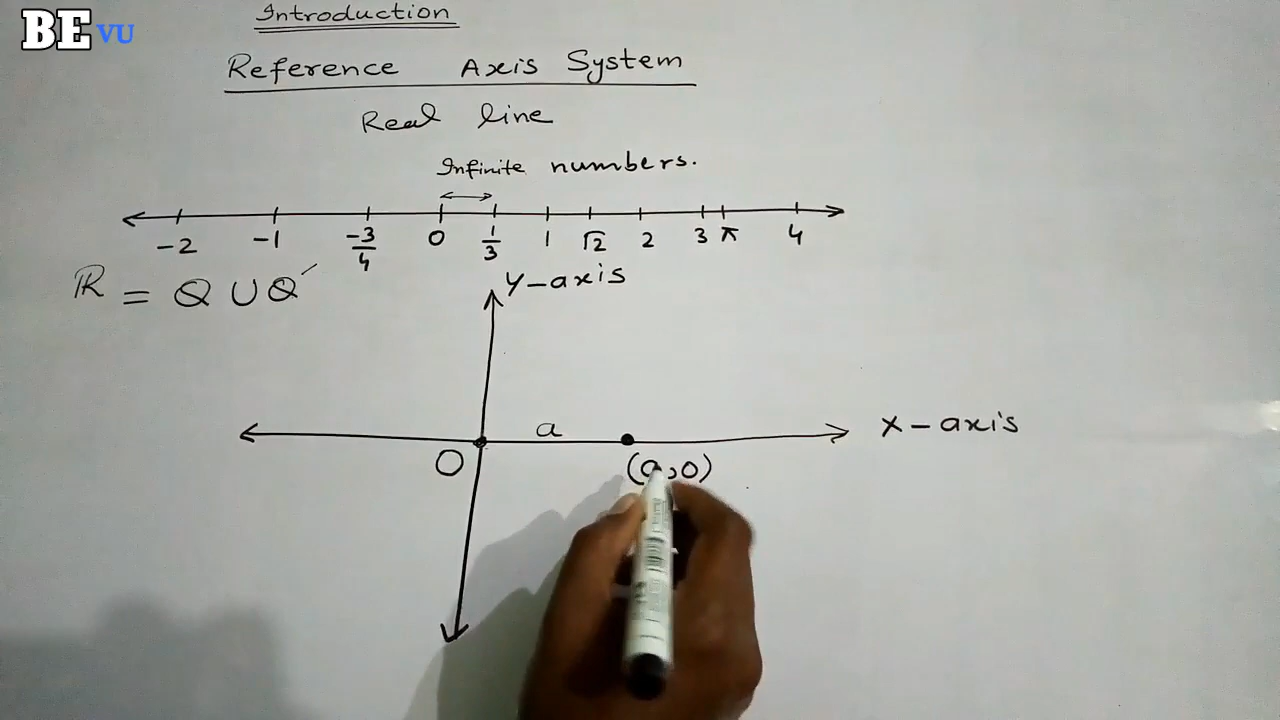 BE VU
Introduction
Reference Axis System
Real line
Infinite numbers.
-2 -1 -3/4 0 1/3 1 √2 2 3 π 4
ℝ = Q ∪ Q′
y-axis
a
x-axis
O
(a,0)